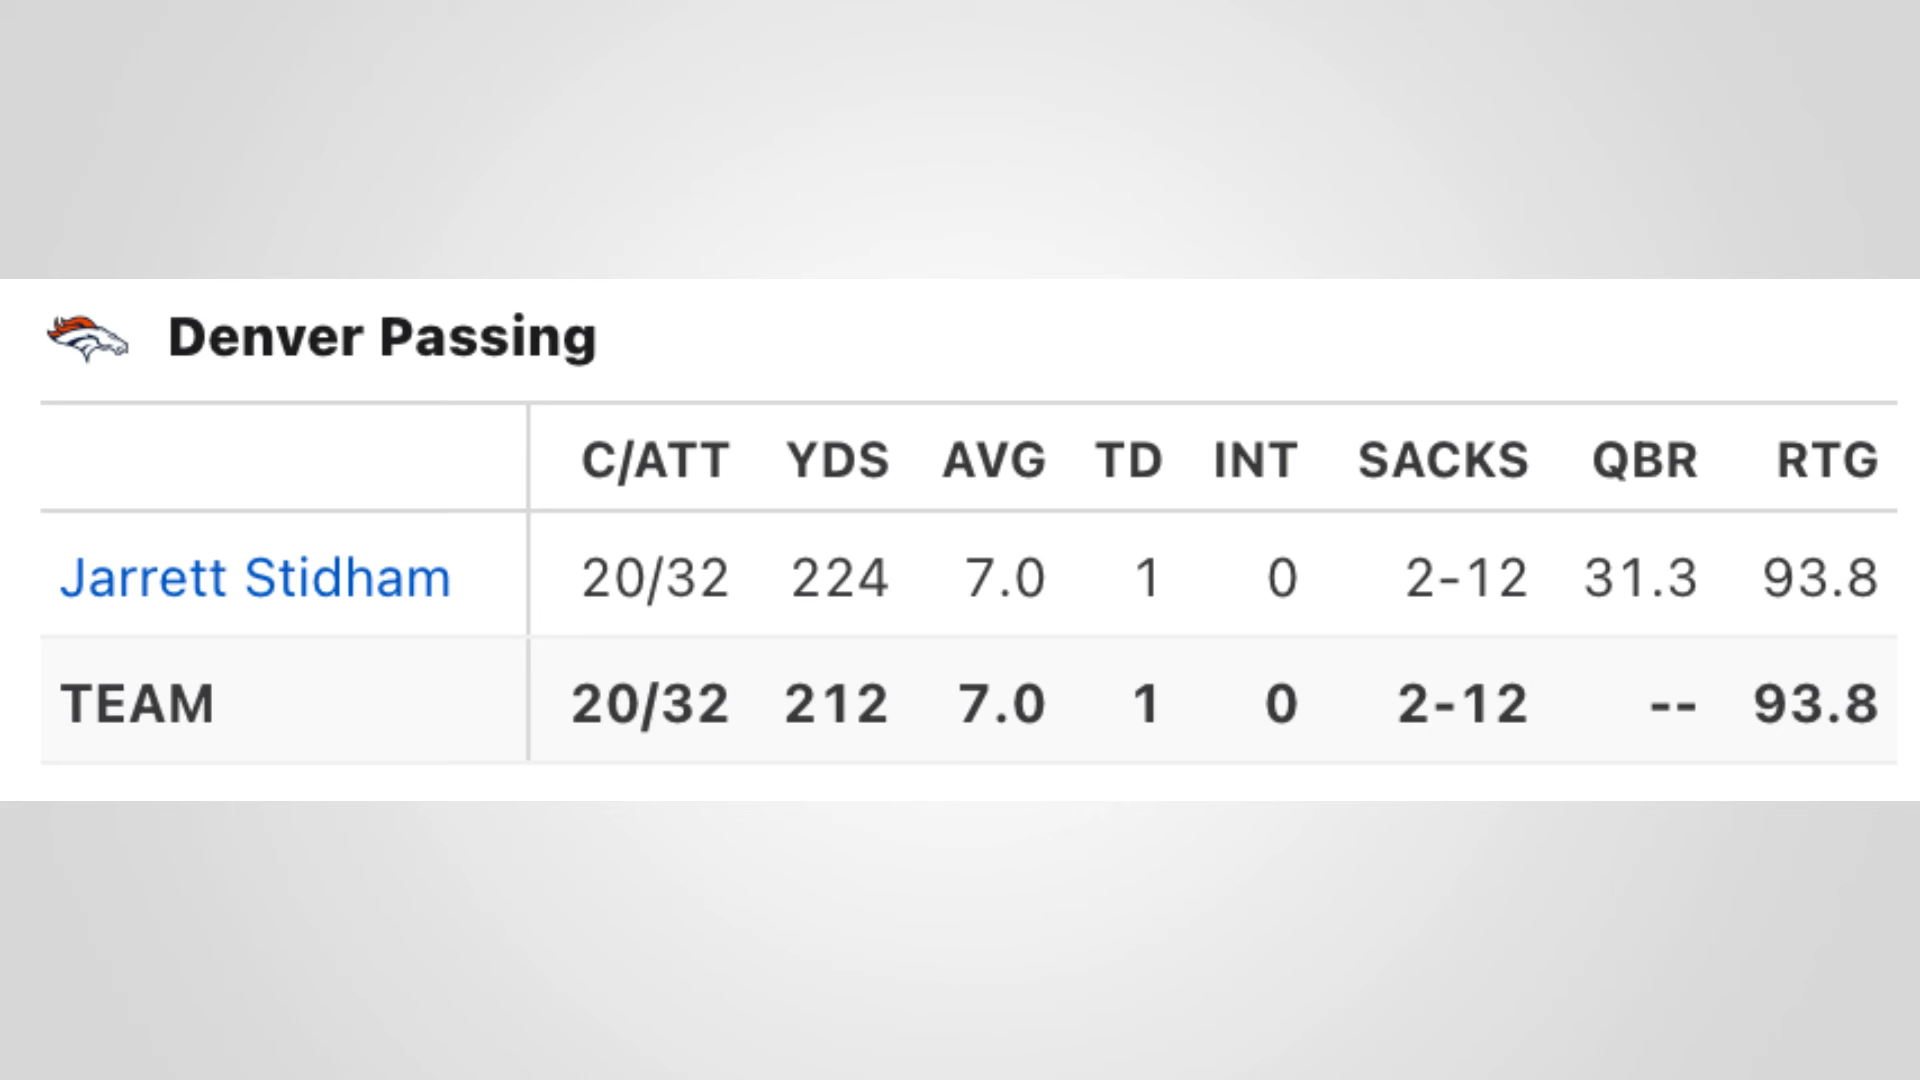 Denver Passing
C/ATT YDS AVG TD INT SACKS QBR RTG
Jarrett Stidham 20/32 224 7.0 1 0 2-12 31.3 93.8
TEAM 20/32 212 7.0 1 0 2-12 -- 93.8